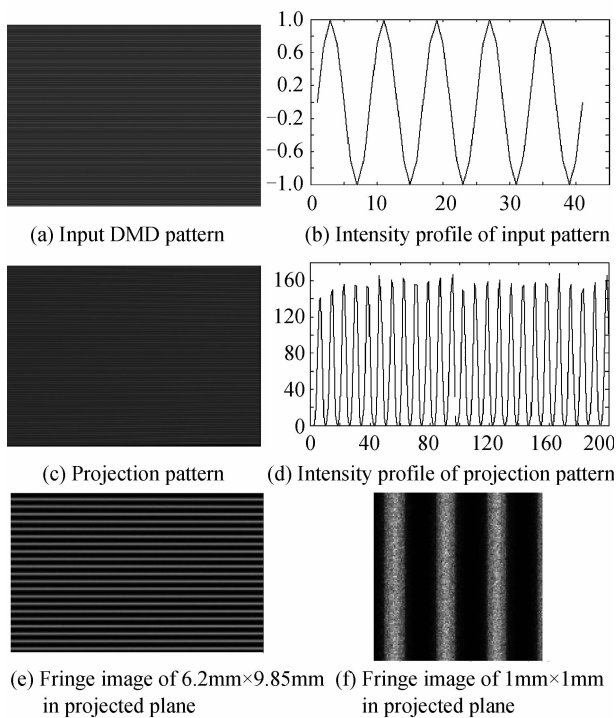 1.0
0.6
0.2
−0.2
−0.6
−1.0
0 10 20 30 40
(a) Input DMD pattern (b) Intensity profile of input pattern
160
120
80
40
0
0 40 80 120 160 200
(c) Projection pattern (d) Intensity profile of projection pattern
(e) Fringe image of 6.2mm×9.85mm (f) Fringe image of 1mm×1mm
in projected plane in projected plane